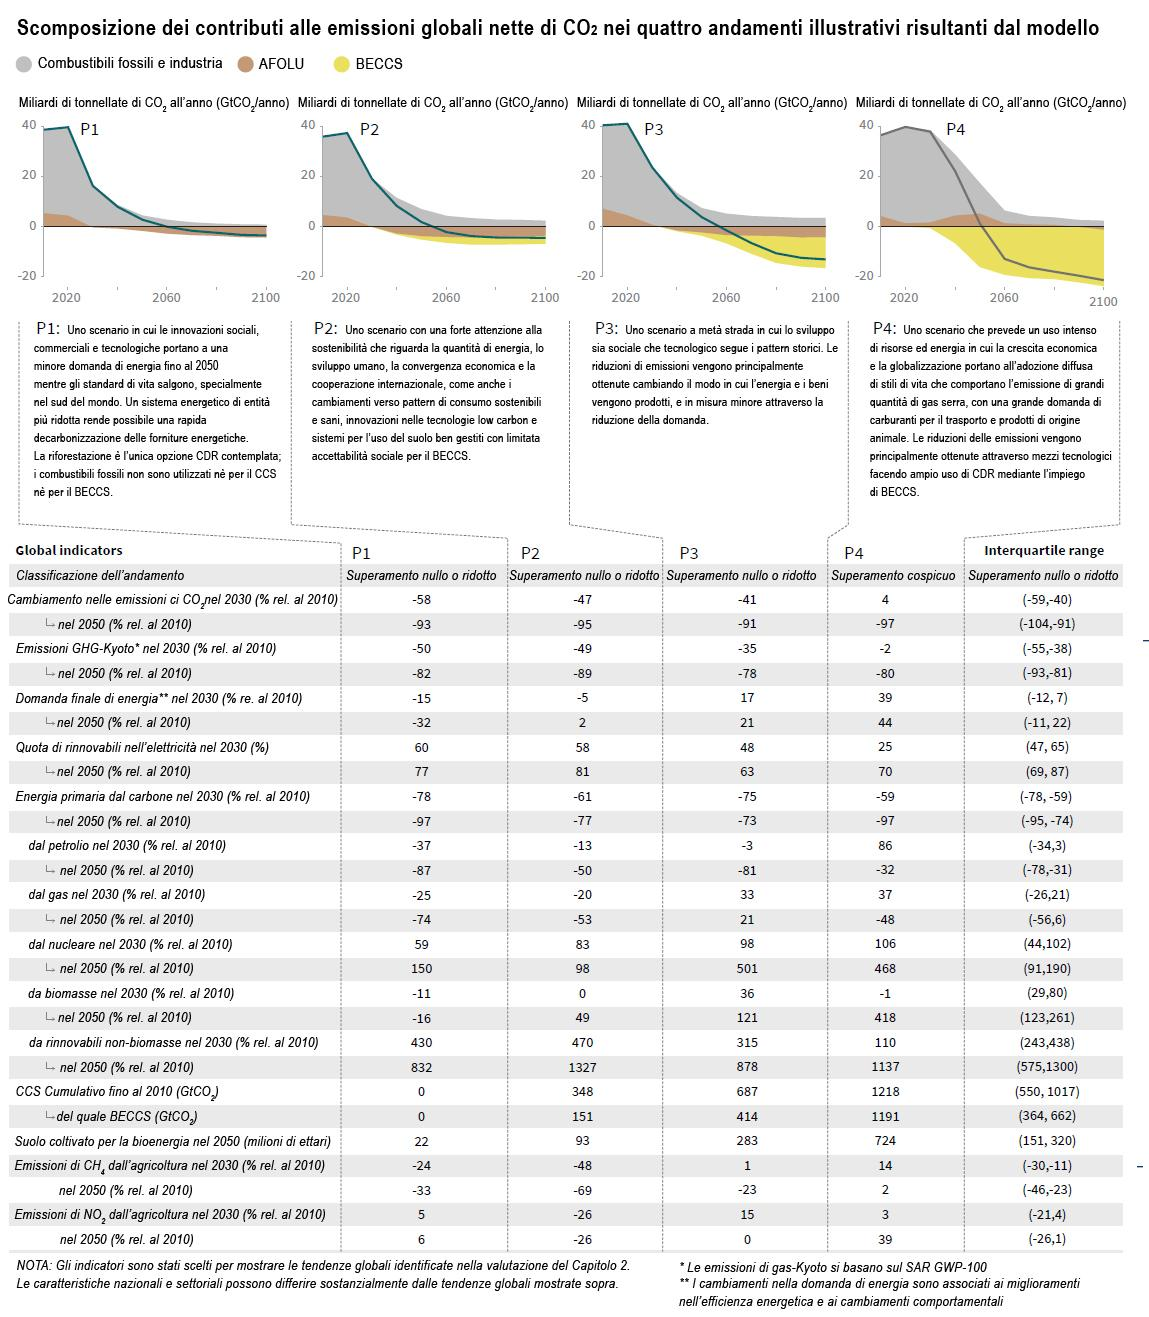 Scomposizione dei contributi alle emissioni globali nette di CO2 nei quattro andamenti illustrativi risultanti dal modello
Combustibili fossili e industria AFOLU BECCS
Miliardi di tonnellate di CO2 all'anno (GtCO2/anno) Miliardi di tonnellate di CO2 all'anno (GtCO2/anno) Miliardi di tonnellate di CO2 all'anno (GtCO2/anno) Miliardi di tonnellate di CO2 all'anno (GtCO2/anno)
40 P1 40 P2 40 P3 40 P4
20 20 20 20
0 0 0 0
-20 -20 -20 -20
2020 2060 2100 2020 2060 2100 2020 2060 2100 2020 2060 2100
P1: Uno scenario in cui le innovazioni sociali,
commerciali e tecnologiche portano a una
minore domanda di energia fino al 2050
mentre gli standard di vita salgono, specialmente
nel sud del mondo. Un sistema energetico di entità
più ridotta rende possibile una rapida
decarbonizzazione delle forniture energetiche.
La riforestazione è l'unica opzione CDR contemplata;
i combustibili fossili non sono utilizzati nè per il CCS
nè per il BECCS.
P2: Uno scenario con una forte attenzione alla
sostenibilità che riguarda la quantità di energia, lo
sviluppo umano, la convergenza economica e la
cooperazione internazionale, come anche i
cambiamenti verso pattern di consumo sostenibili
e sani, innovazioni nelle tecnologie low carbon e
sistemi per l'uso del suolo ben gestiti con limitata
accettabilità sociale per il BECCS.
P3: Uno scenario a metà strada in cui lo sviluppo
sia sociale che tecnologico segue i pattern storici. Le
riduzioni di emissioni vengono principalmente
ottenute cambiando il modo in cui l'energia e i beni
vengono prodotti, e in misura minore attraverso la
riduzione della domanda.
P4: Uno scenario che prevede un uso intenso
di risorse ed energia in cui la crescita economica
e la globalizzazione portano all'adozione diffusa
di stili di vita che comportano l'emissione di grandi
quantità di gas serra, con una grande domanda di
carburanti per il trasporto e prodotti di origine
animale. Le riduzioni delle emissioni vengono
principalmente ottenute attraverso mezzi tecnologici
facendo ampio uso di CDR mediante l'impiego
di BECCS.
Global indicators P1 P2 P3 P4 Interquartile range
Classificazione dell'andamento Superamento nullo o ridotto Superamento nullo o ridotto Superamento nullo o ridotto Superamento cospicuo Superamento nullo o ridotto
Cambiamento nelle emissioni ci CO2nel 2030 (% rel. al 2010) -58 -47 -41 4 (-59,-40)
↳ nel 2050 (% rel. al 2010) -93 -95 -91 -97 (-104,-91)
Emissioni GHG-Kyoto* nel 2030 (% rel. al 2010) -50 -49 -35 -2 (-55,-38)
↳ nel 2050 (% rel. al 2010) -82 -89 -78 -80 (-93,-81)
Domanda finale di energia** nel 2030 (% re. al 2010) -15 -5 17 39 (-12, 7)
↳ nel 2050 (% rel. al 2010) -32 2 21 44 (-11, 22)
Quota di rinnovabili nell'elettricità nel 2030 (%) 60 58 48 25 (47, 65)
↳ nel 2050 (% rel. al 2010) 77 81 63 70 (69, 87)
Energia primaria dal carbone nel 2030 (% rel. al 2010) -78 -61 -75 -59 (-78, -59)
↳ nel 2050 (% rel. al 2010) -97 -77 -73 -97 (-95, -74)
dal petrolio nel 2030 (% rel. al 2010) -37 -13 -3 86 (-34,3)
↳ nel 2050 (% rel. al 2010) -87 -50 -81 -32 (-78,-31)
dal gas nel 2030 (% rel. al 2010) -25 -20 33 37 (-26,21)
↳ nel 2050 (% rel. al 2010) -74 -53 21 -48 (-56,6)
dal nucleare nel 2030 (% rel. al 2010) 59 83 98 106 (44,102)
↳ nel 2050 (% rel. al 2010) 150 98 501 468 (91,190)
da biomasse nel 2030 (% rel. al 2010) -11 0 36 -1 (29,80)
↳ nel 2050 (% rel. al 2010) -16 49 121 418 (123,261)
da rinnovabili non-biomasse nel 2030 (% rel. al 2010) 430 470 315 110 (243,438)
↳ nel 2050 (% rel. al 2010) 832 1327 878 1137 (575,1300)
CCS Cumulativo fino al 2010 (GtCO2) 0 348 687 1218 (550, 1017)
↳del quale BECCS (GtCO2) 0 151 414 1191 (364, 662)
Suolo coltivato per la bioenergia nel 2050 (milioni di ettari) 22 93 283 724 (151, 320)
Emissioni di CH4 dall'agricoltura nel 2030 (% rel. al 2010) -24 -48 1 14 (-30,-11)
nel 2050 (% rel. al 2010) -33 -69 -23 2 (-46,-23)
Emissioni di NO2 dall'agricoltura nel 2030 (% rel. al 2010) 5 -26 15 3 (-21,4)
nel 2050 (% rel. al 2010) 6 -26 0 39 (-26,1)
NOTA: Gli indicatori sono stati scelti per mostrare le tendenze globali identificate nella valutazione del Capitolo 2.
Le caratteristiche nazionali e settoriali possono differire sostanzialmente dalle tendenze globali mostrate sopra.
* Le emissioni di gas-Kyoto si basano sul SAR GWP-100
** I cambiamenti nella domanda di energia sono associati ai miglioramenti
nell'efficienza energetica e ai cambiamenti comportamentali